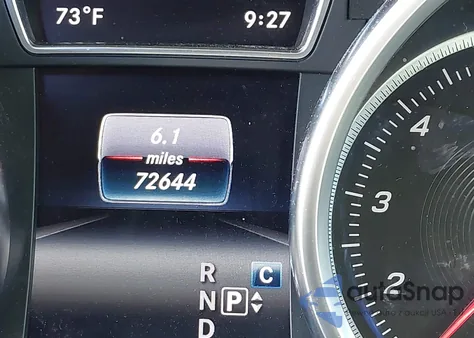 73°F 9:27
6.1
miles
72644
R C
N P
D
4
3
2
autoSnap